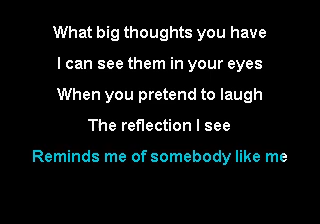 What big thoughts you have
I can see them in your eyes
When you pretend to laugh
The reflection I see
Reminds me of somebody like me